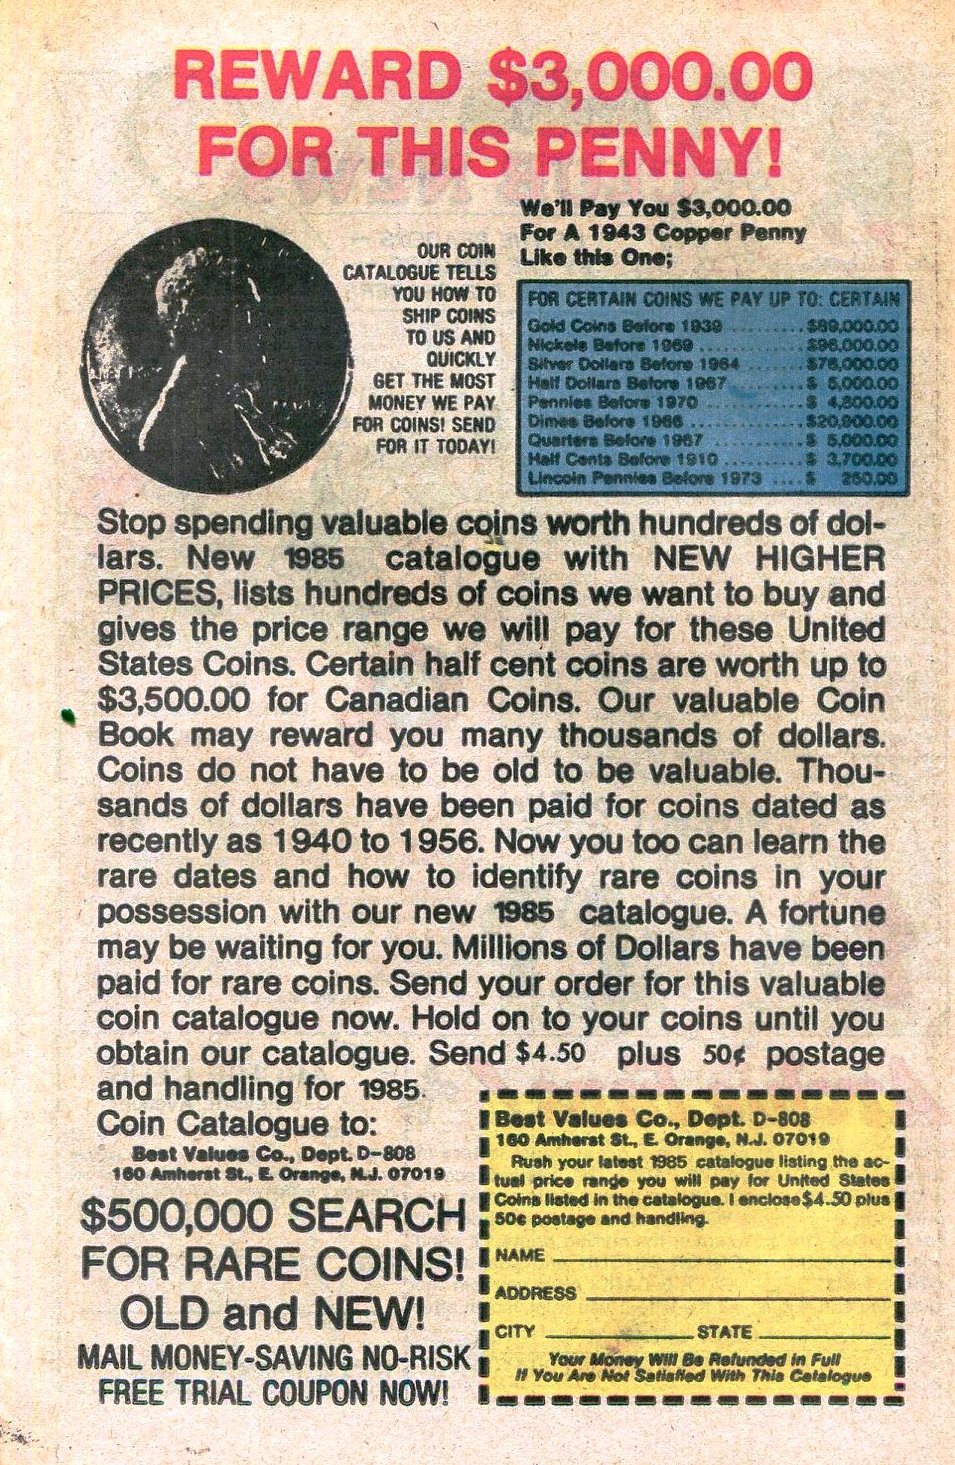 REWARD $3,000.00
FOR THIS PENNY!
We'll Pay You $3,000.00
For A 1943 Copper Penny
Like this One;
OUR COIN
CATALOGUE TELLS
YOU HOW TO
SHIP COINS
TO US AND
QUICKLY
GET THE MOST
MONEY WE PAY
FOR COINS! SEND
FOR IT TODAY!
FOR CERTAIN COINS WE PAY UP TO: CERTAIN
Gold Coins Before 1939 .......... $89,000.00
Nickels Before 1969 ............ $96,000.00
Silver Dollars Before 1964 ....... $76,000.00
Half Dollars Before 1967 ........ $ 5,000.00
Pennies Before 1970 ............ $ 4,800.00
Dimes Before 1966 ............. $20,900.00
Quarters Before 1967 .......... $ 5,000.00
Half Cents Before 1910 ......... $ 3,700.00
Lincoln Pennies Before 1973 .... $ 250.00
Stop spending valuable coins worth hundreds of dol-
lars. New 1985 catalogue with NEW HIGHER
PRICES, lists hundreds of coins we want to buy and
gives the price range we will pay for these United
States Coins. Certain half cent coins are worth up to
$3,500.00 for Canadian Coins. Our valuable Coin
Book may reward you many thousands of dollars.
Coins do not have to be old to be valuable. Thou-
sands of dollars have been paid for coins dated as
recently as 1940 to 1956. Now you too can learn the
rare dates and how to identify rare coins in your
possession with our new 1985 catalogue. A fortune
may be waiting for you. Millions of Dollars have been
paid for rare coins. Send your order for this valuable
coin catalogue now. Hold on to your coins until you
obtain our catalogue. Send $4.50 plus 50¢ postage
and handling for 1985.
Coin Catalogue to:
Best Values Co., Dept. D-808
160 Amherst St., E. Orange, N.J. 07019
$500,000 SEARCH
FOR RARE COINS!
OLD and NEW!
MAIL MONEY-SAVING NO-RISK
FREE TRIAL COUPON NOW!
Best Values Co., Dept. D-808
160 Amherst St., E. Orange, N.J. 07019
Rush your latest 1985 catalogue listing the ac-
tual price range you will pay for United States
Coins listed in the catalogue. I enclose $4.50 plus
50¢ postage and handling.
NAME
ADDRESS
CITY STATE
Your Money Will Be Refunded in Full
If You Are Not Satisfied With This Catalogue